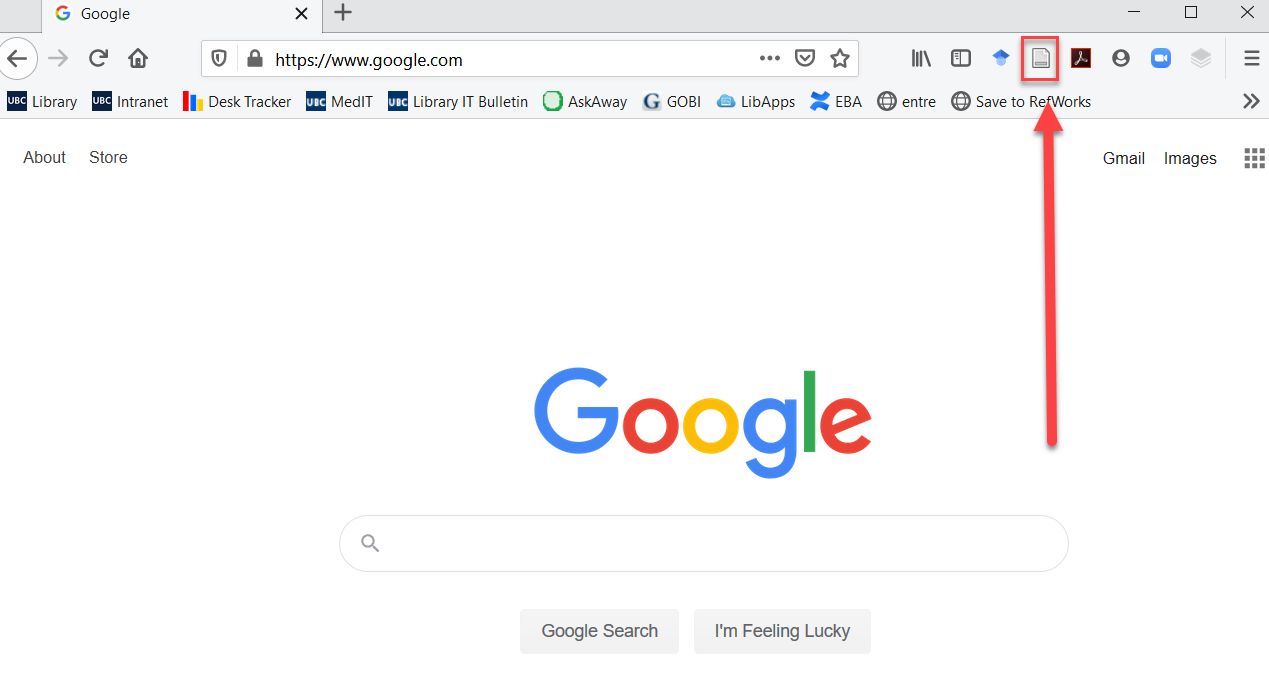 Google
https://www.google.com
UBC Library UBC Intranet Desk Tracker UBC MedIT UBC Library IT Bulletin AskAway G GOBI LibApps EBA entre Save to RefWorks
About Store Gmail Images
Google
Google Search I'm Feeling Lucky